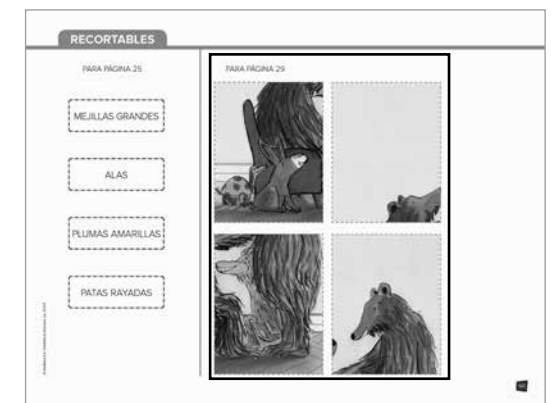 RECORTABLES
PARA PÁGINA 25
MEJILLAS GRANDES
ALAS
PLUMAS AMARILLAS
PATAS RAYADAS
PARA PÁGINA 29